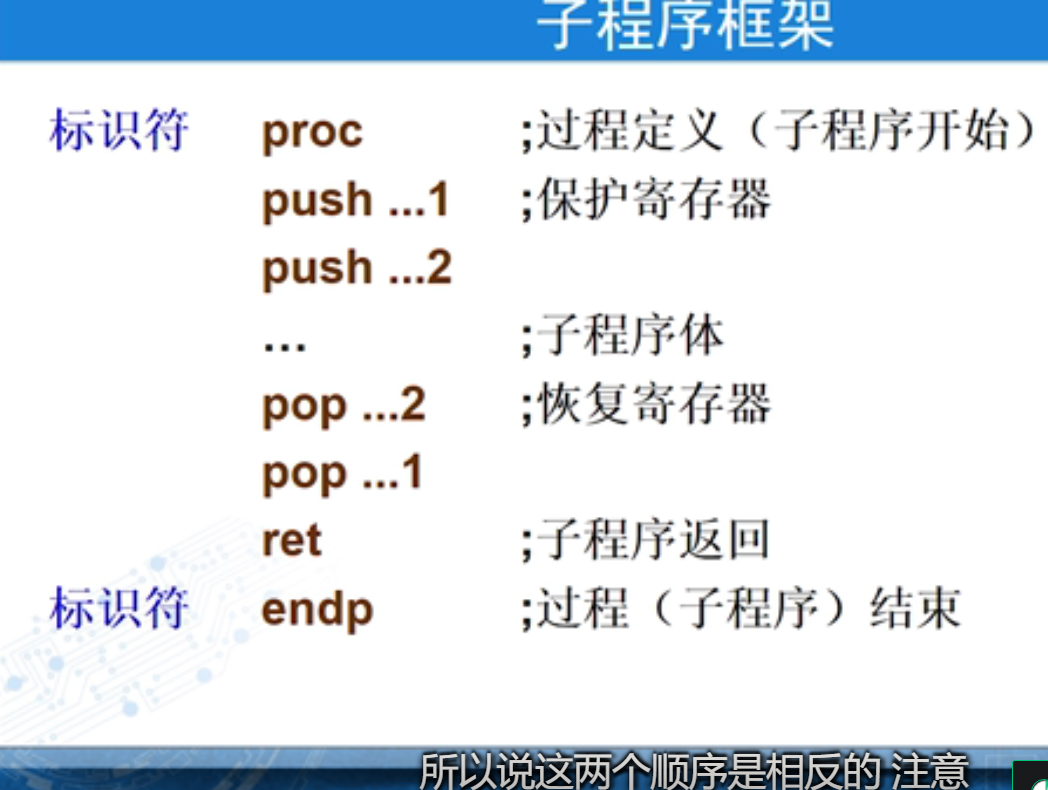 子程序框架
标识符 proc ;过程定义（子程序开始）
push ...1 ;保护寄存器
push ...2
... ;子程序体
pop ...2 ;恢复寄存器
pop ...1
ret ;子程序返回
标识符 endp ;过程（子程序）结束
所以说这两个顺序是相反的 注意